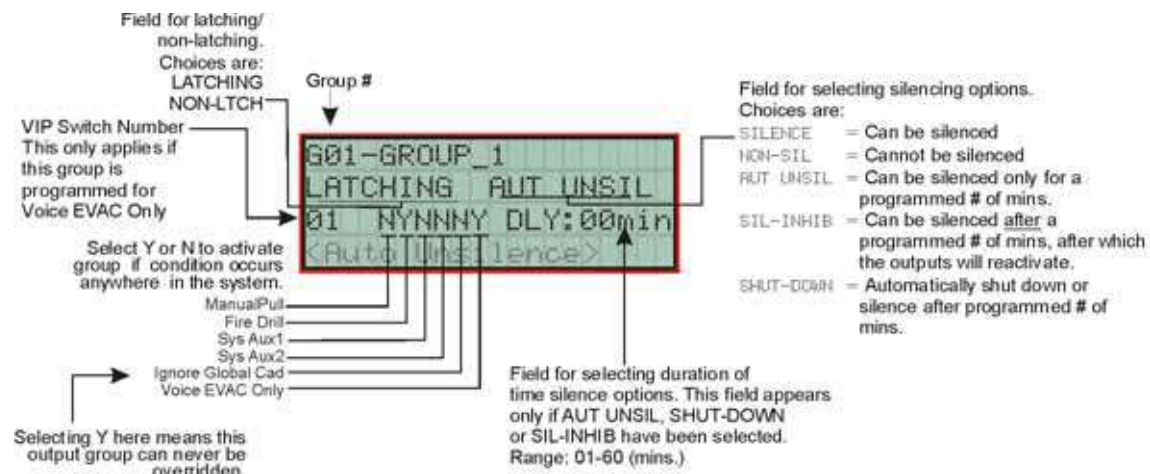 Field for latching/
non-latching.
Choices are:
LATCHING
NON-LTCH
Group #
VIP Switch Number
This only applies if
this group is
programmed for
Voice EVAC Only
Select Y or N to activate
group if condition occurs
anywhere in the system.
ManualPull
Fire Drill
Sys Aux1
Sys Aux2
Ignore Global Cad
Voice EVAC Only
Selecting Y here means this
output group can never be
overridden
G01-GROUP_1
LATCHING AUT UNSIL
01 NYNNNY DLY:00min
<Auto Unsilence>
Field for selecting silencing options.
Choices are:
SILENCE = Can be silenced
NON-SIL = Cannot be silenced
AUT UNSIL = Can be silenced only for a
programmed # of mins.
SIL-INHIB = Can be silenced after a
programmed # of mins, after which
the outputs will reactivate.
SHUT-DOWN = Automatically shut down or
silence after programmed # of
mins.
Field for selecting duration of
time silence options. This field appears
only if AUT UNSIL, SHUT-DOWN
or SIL-INHIB have been selected.
Range: 01-60 (mins.)